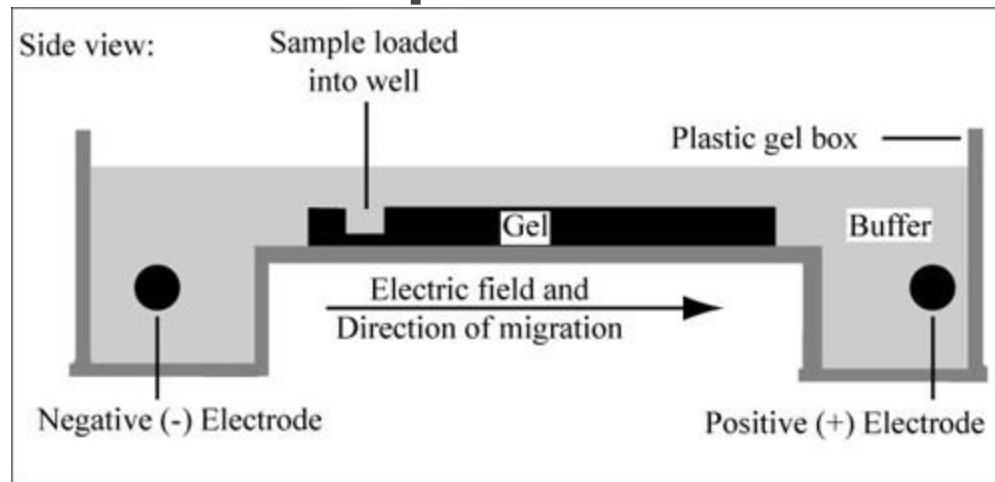 Side view:
Sample loaded
into well
Plastic gel box
Gel
Buffer
Electric field and
Direction of migration
Negative (-) Electrode
Positive (+) Electrode